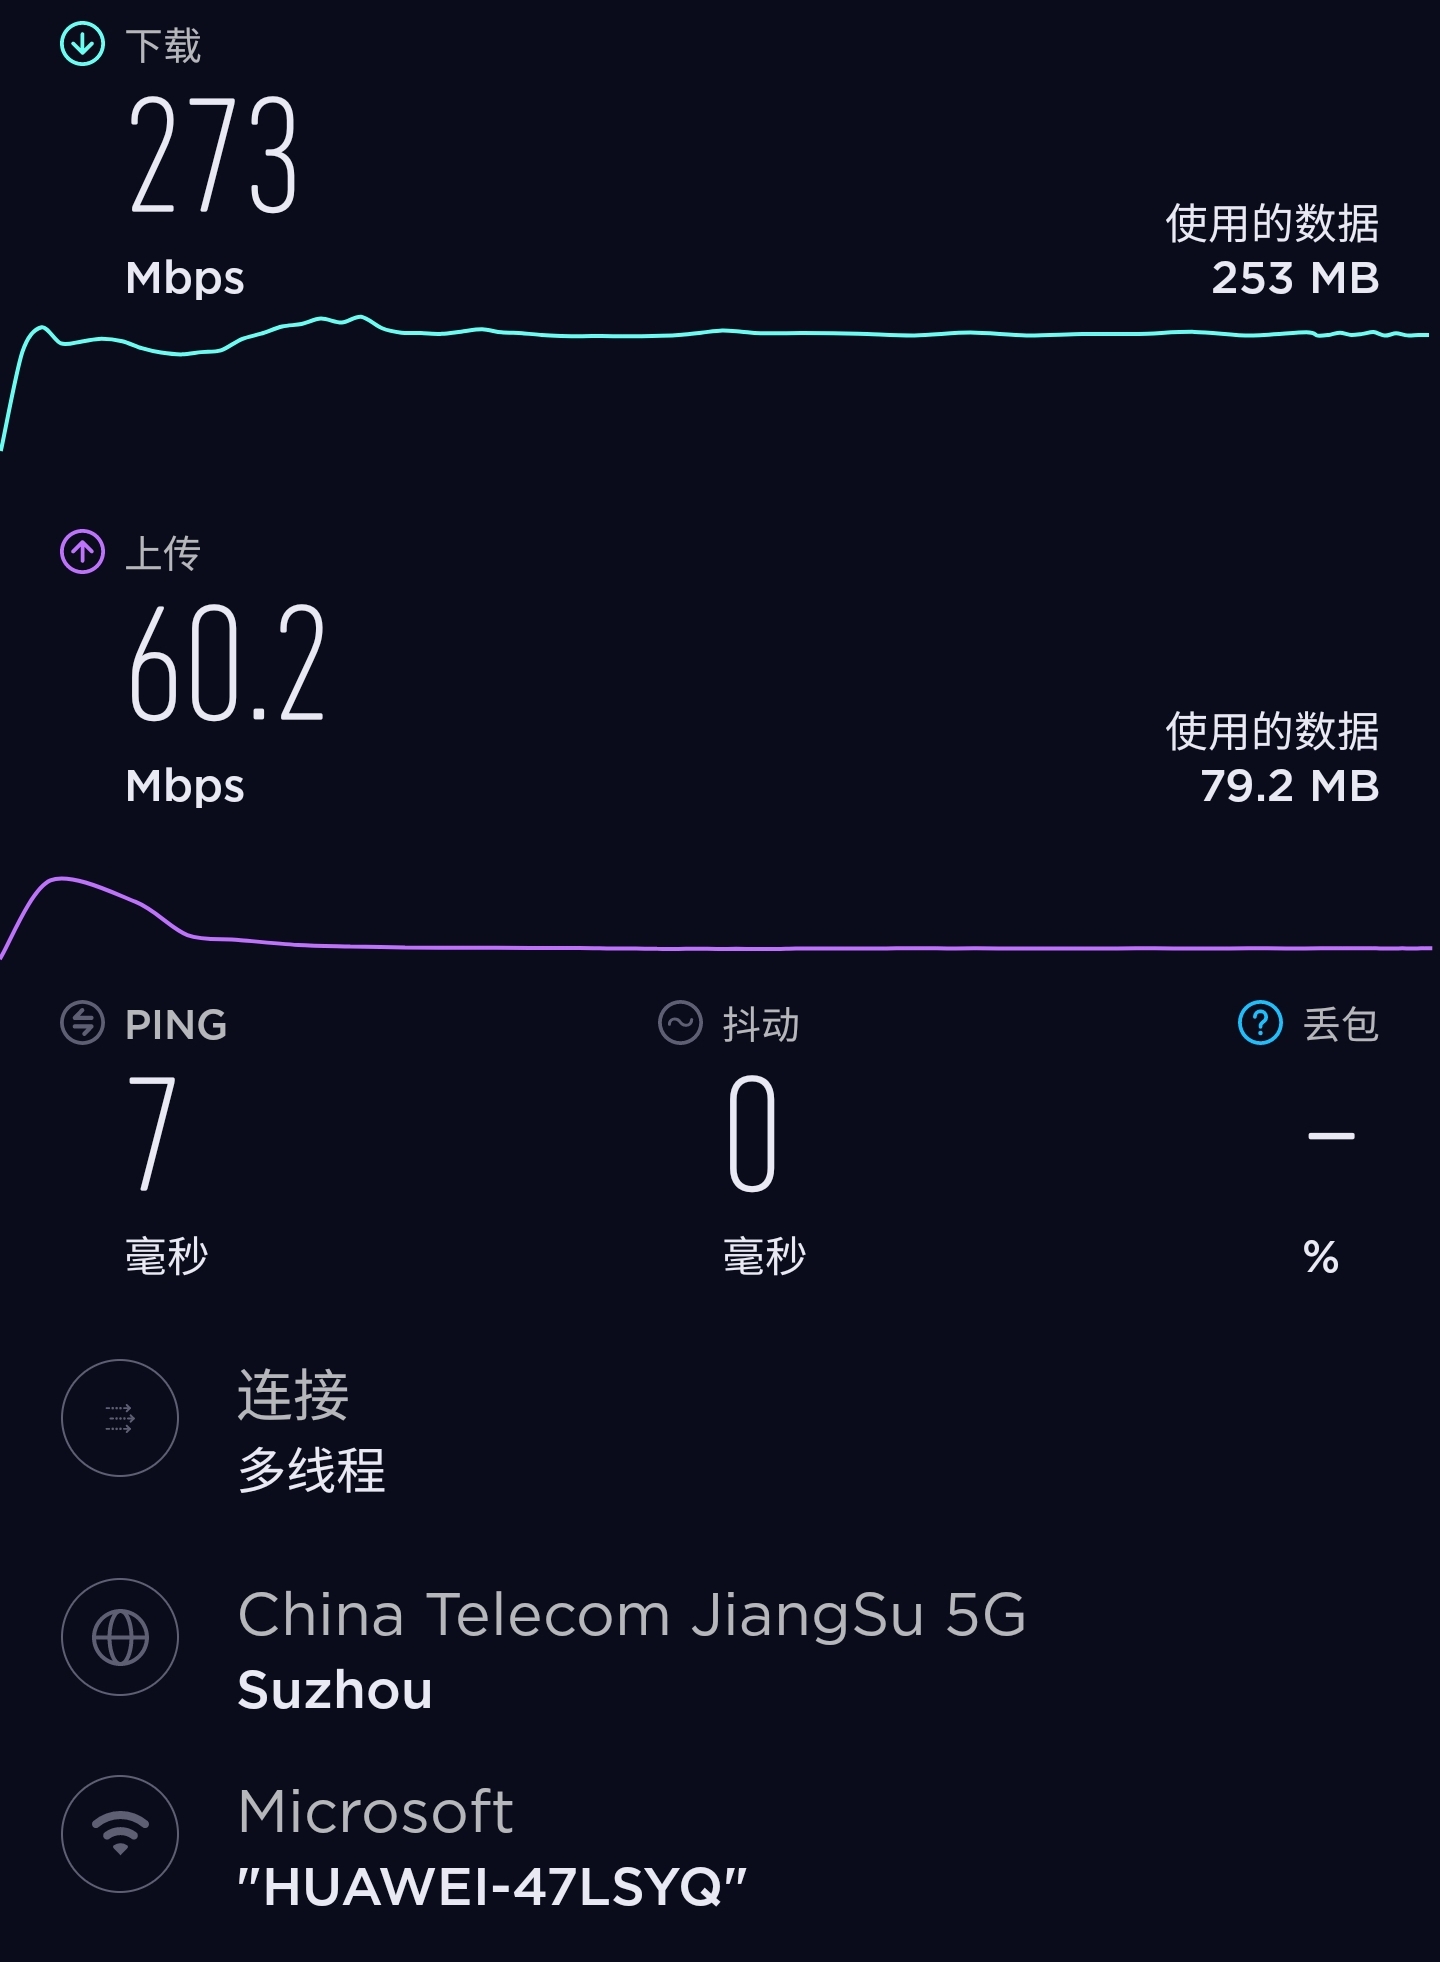 下载
273
Mbps
使用的数据
253 MB
上传
60.2
Mbps
使用的数据
79.2 MB
PING
7
毫秒
抖动
0
毫秒
丢包
–
%
连接
多线程
China Telecom JiangSu 5G
Suzhou
Microsoft
"HUAWEI-47LSYQ"